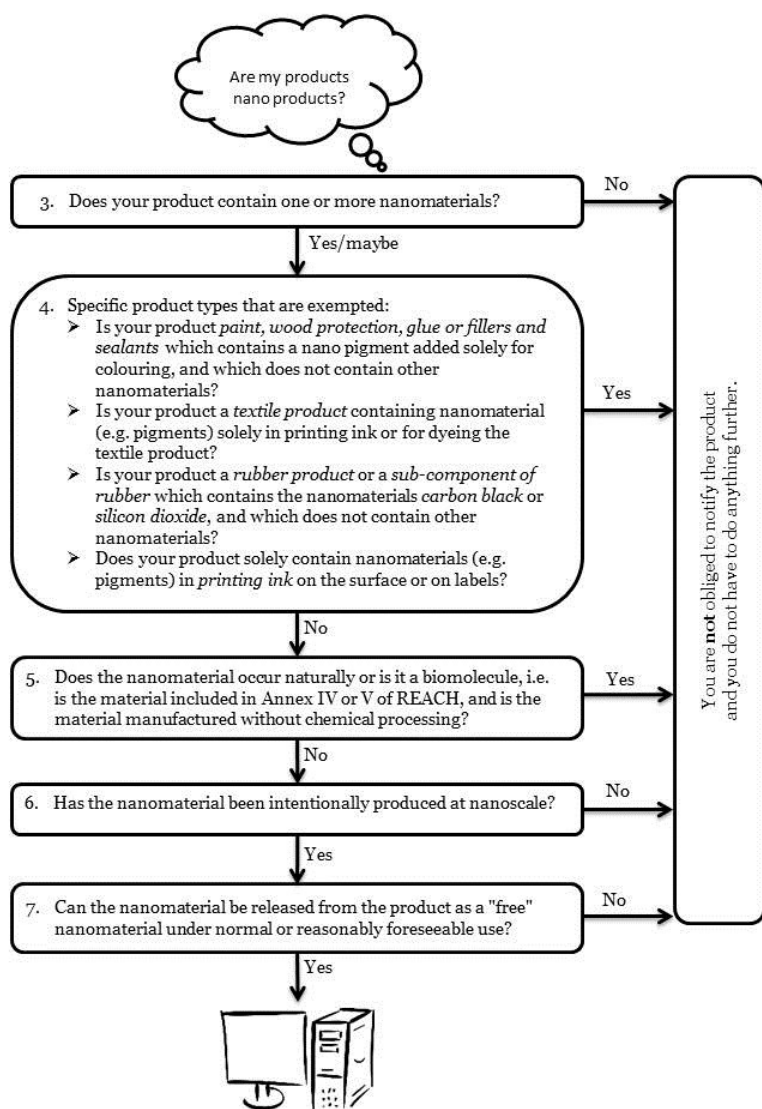 Are my products
nano products?
3. Does your product contain one or more nanomaterials?
No
Yes/maybe
4. Specific product types that are exempted:
➤ Is your product paint, wood protection, glue or fillers and
sealants which contains a nano pigment added solely for
colouring, and which does not contain other
nanomaterials?
➤ Is your product a textile product containing nanomaterial
(e.g. pigments) solely in printing ink or for dyeing the
textile product?
➤ Is your product a rubber product or a sub-component of
rubber which contains the nanomaterials carbon black or
silicon dioxide, and which does not contain other
nanomaterials?
➤ Does your product solely contain nanomaterials (e.g.
pigments) in printing ink on the surface or on labels?
Yes
No
5. Does the nanomaterial occur naturally or is it a biomolecule, i.e.
is the material included in Annex IV or V of REACH, and is the
material manufactured without chemical processing?
Yes
No
6. Has the nanomaterial been intentionally produced at nanoscale?
No
Yes
7. Can the nanomaterial be released from the product as a "free"
nanomaterial under normal or reasonably foreseeable use?
No
Yes
You are not obliged to notify the product
and you do not have to do anything further.